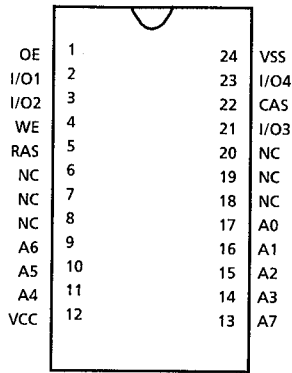 OE 1 24 VSS
I/O1 2 23 I/O4
I/O2 3 22 CAS
WE 4 21 I/O3
RAS 5 20 NC
NC 6 19 NC
NC 7 18 NC
NC 8 17 A0
A6 9 16 A1
A5 10 15 A2
A4 11 14 A3
VCC 12 13 A7